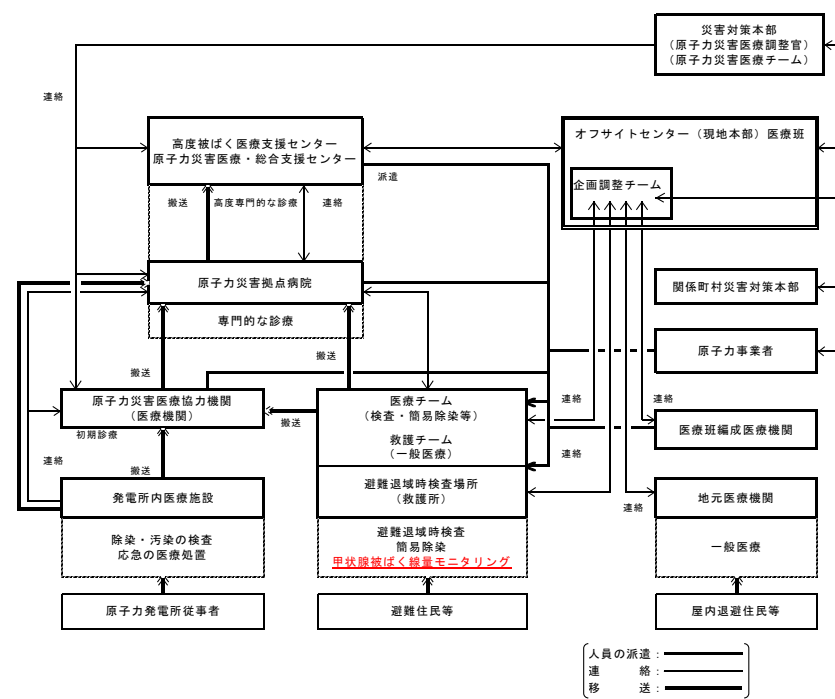 災害対策本部
（原子力災害医療調整官）
（原子力災害医療チーム）
連絡
高度被ばく医療支援センター
原子力災害医療・総合支援センター
オフサイトセンター（現地本部）医療班
派遣
企画調整チーム
搬送
高度専門的な診療
連絡
原子力災害拠点病院
関係町村災害対策本部
専門的な診療
原子力事業者
搬送
搬送
原子力災害医療協力機関
（医療機関）
医療チーム
（検査・簡易除染等）
連絡
連絡
搬送
初期診療
救護チーム
（一般医療）
医療班編成医療機関
連絡
連絡
搬送
発電所内医療施設
避難退域時検査場所
（救護所）
地元医療機関
連絡
除染・汚染の検査
応急の医療処置
避難退域時検査
簡易除染
甲状腺被ばく線量モニタリング
一般医療
原子力発電所従事者
避難住民等
屋内退避住民等
人員の派遣：
連　　絡：
移　　送：